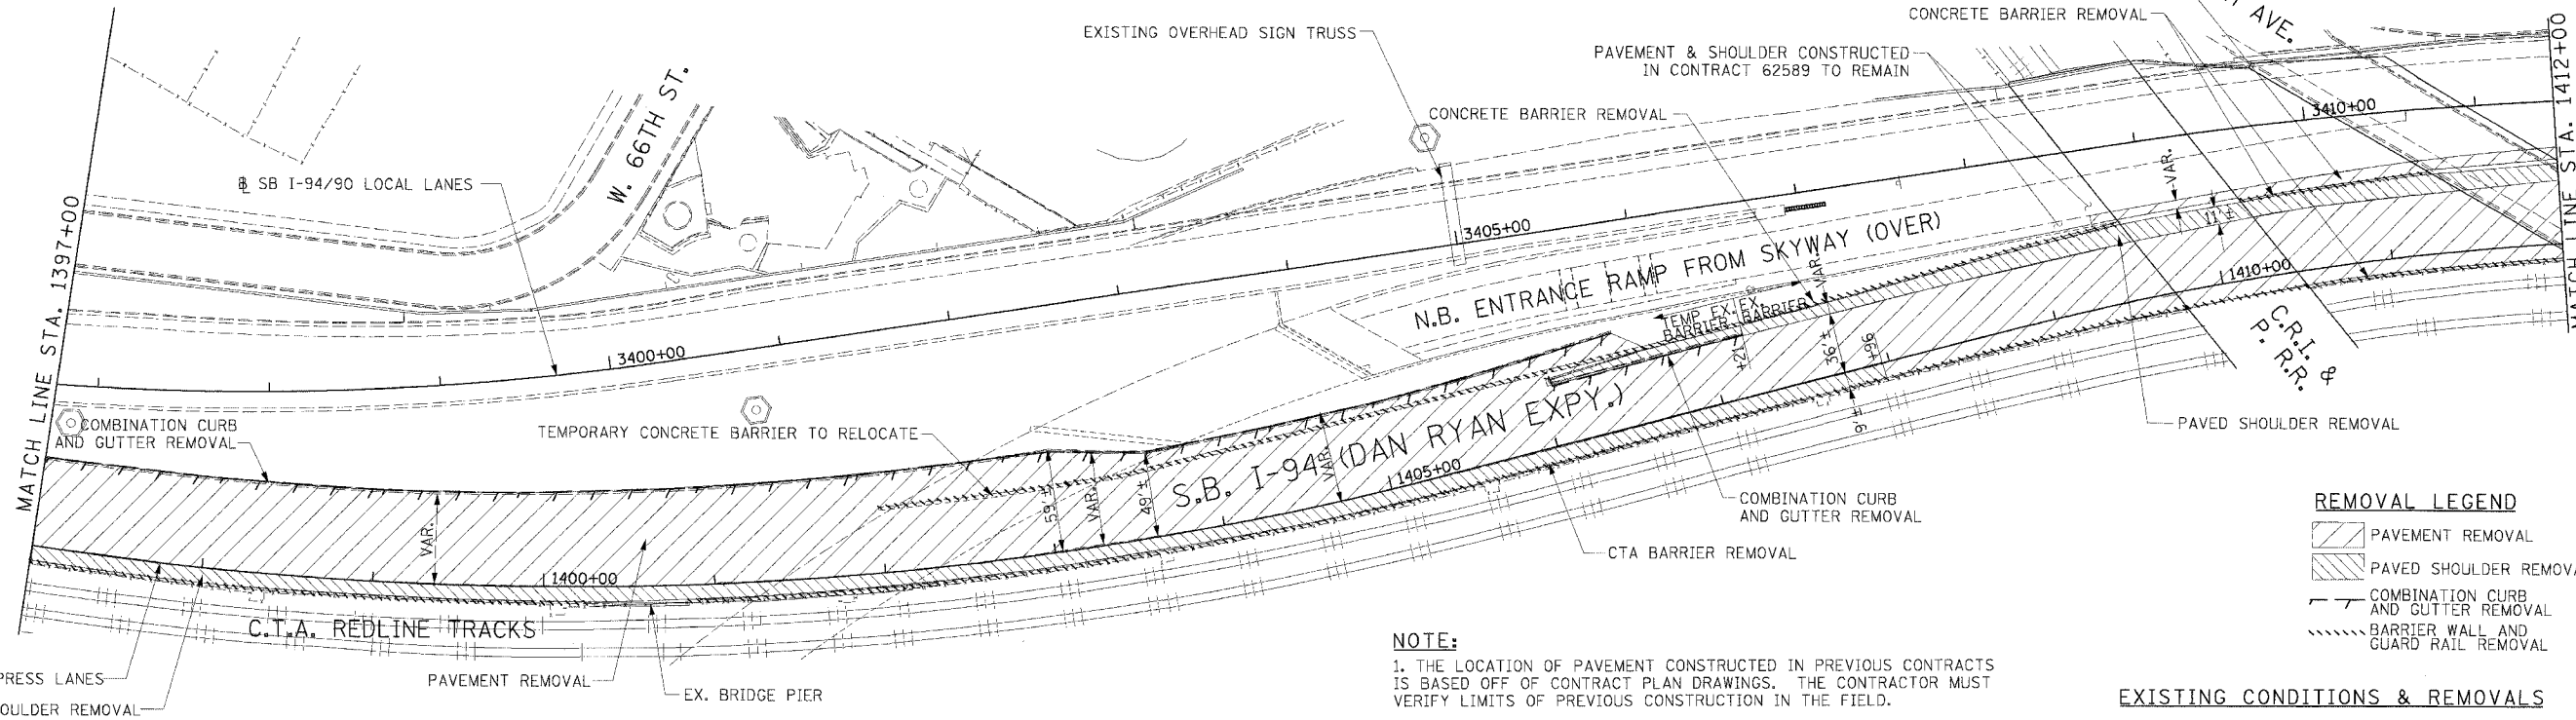 EXISTING OVERHEAD SIGN TRUSS
CONCRETE BARRIER REMOVAL
AVE.
PAVEMENT & SHOULDER CONSTRUCTED
IN CONTRACT 62589 TO REMAIN
CONCRETE BARRIER REMOVAL
MATCH LINE STA. 1412+00
3410+00
W. 66TH ST.
SB I-94/90 LOCAL LANES
MATCH LINE STA. 1397+00
3405+00
VAR.
11'±
N.B. ENTRANCE RAMP FROM SKYWAY (OVER)
1410+00
VAR.
TEMP EX. EX.
BARRIER BARRIER
3400+00
+21
36'±
+96
C.R.I. &
P. R.R.
COMBINATION CURB
AND GUTTER REMOVAL
TEMPORARY CONCRETE BARRIER TO RELOCATE
9'±
PAVED SHOULDER REMOVAL
S.B. I-94 (DAN RYAN EXPY.)
VAR.
1405+00
VAR.
59'±
VAR.
49'±
COMBINATION CURB
AND GUTTER REMOVAL
CTA BARRIER REMOVAL
1400+00
C.T.A. REDLINE TRACKS
PRESS LANES
OULDER REMOVAL
PAVEMENT REMOVAL
EX. BRIDGE PIER
REMOVAL LEGEND
PAVEMENT REMOVAL
PAVED SHOULDER REMOVA
COMBINATION CURB
AND GUTTER REMOVAL
BARRIER WALL AND
GUARD RAIL REMOVAL
NOTE:
1. THE LOCATION OF PAVEMENT CONSTRUCTED IN PREVIOUS CONTRACTS
IS BASED OFF OF CONTRACT PLAN DRAWINGS. THE CONTRACTOR MUST
VERIFY LIMITS OF PREVIOUS CONSTRUCTION IN THE FIELD.
EXISTING CONDITIONS & REMOVALS